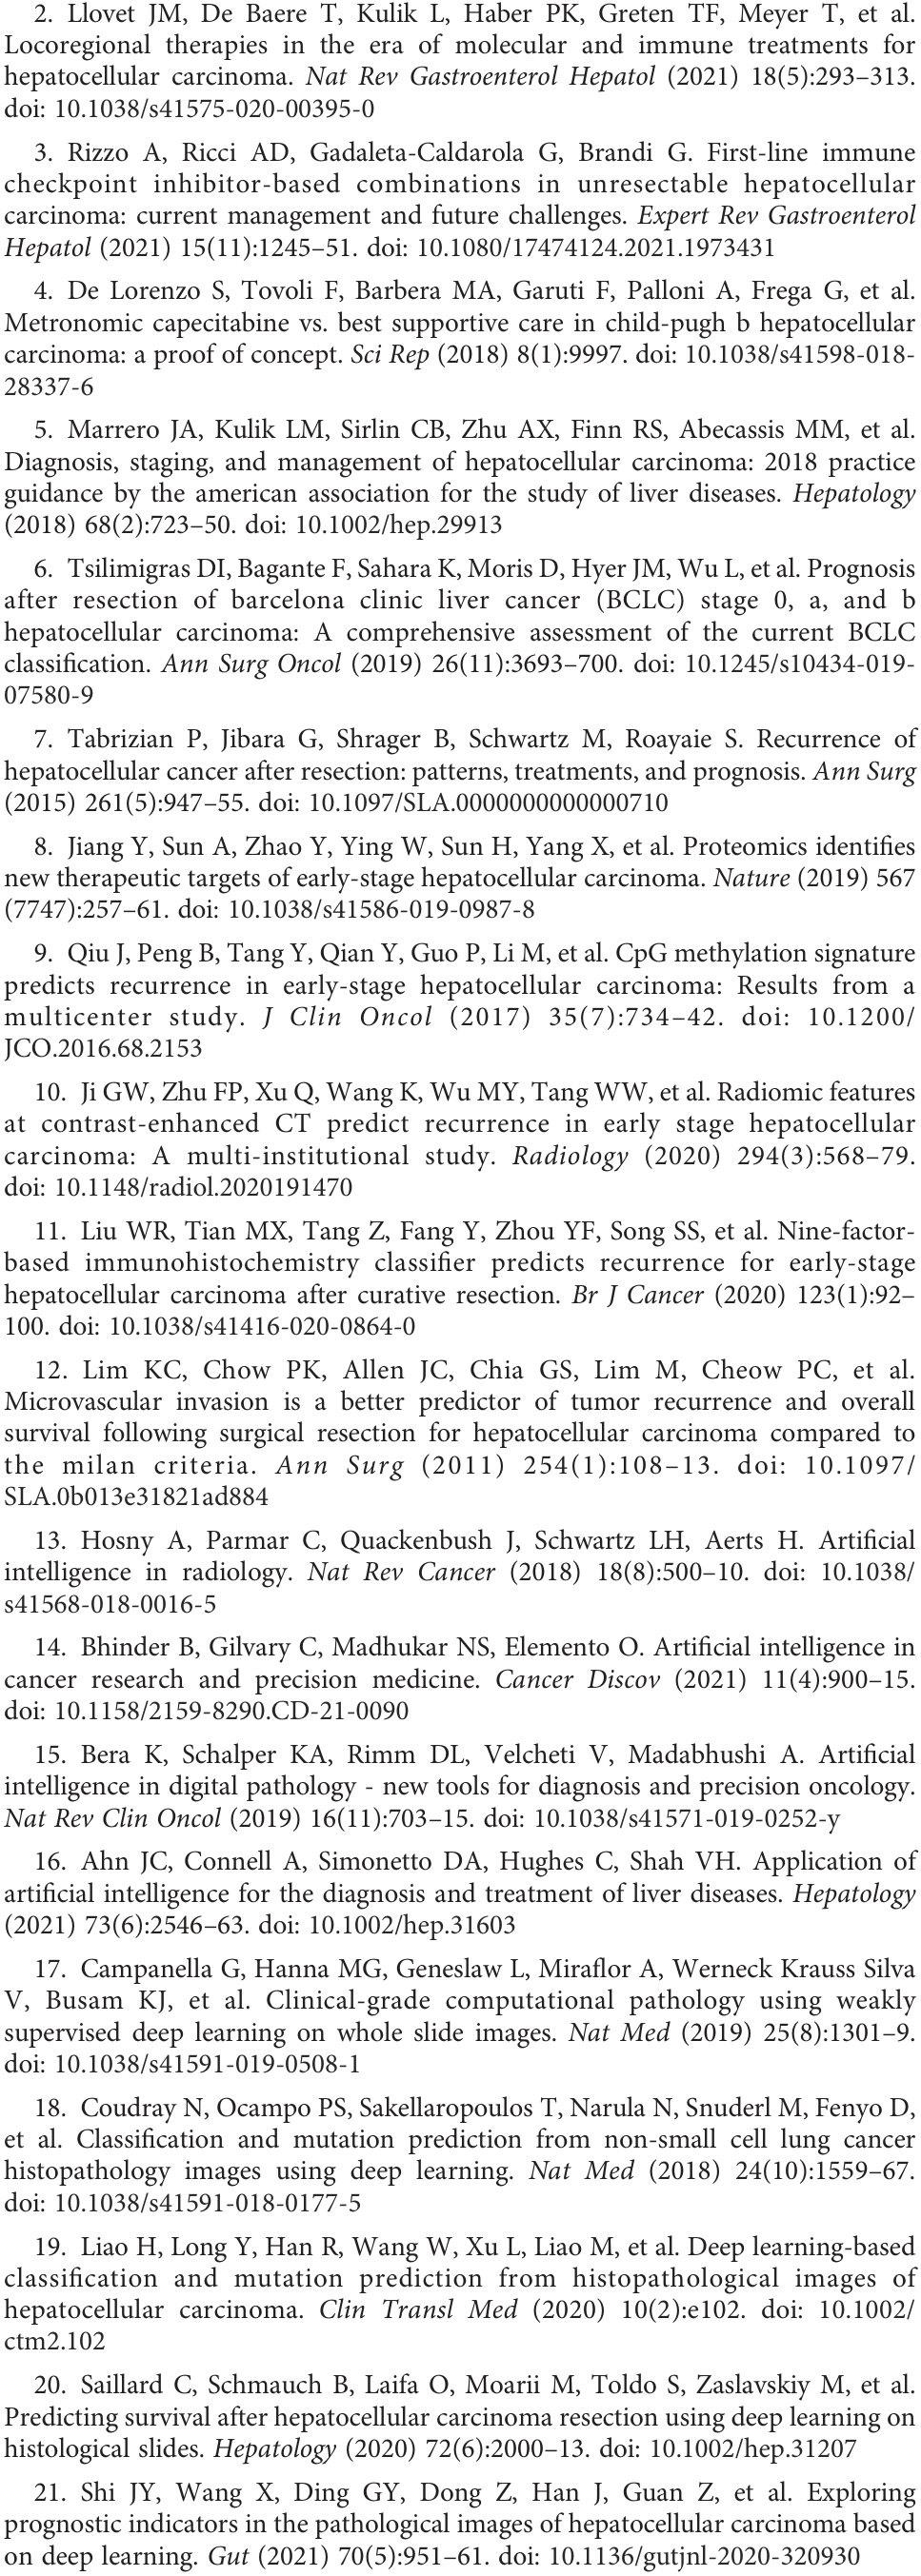 2. Llovet JM, De Baere T, Kulik L, Haber PK, Greten TF, Meyer T, et al.
Locoregional therapies in the era of molecular and immune treatments for
hepatocellular carcinoma. Nat Rev Gastroenterol Hepatol (2021) 18(5):293–313.
doi: 10.1038/s41575-020-00395-0
3. Rizzo A, Ricci AD, Gadaleta-Caldarola G, Brandi G. First-line immune
checkpoint inhibitor-based combinations in unresectable hepatocellular
carcinoma: current management and future challenges. Expert Rev Gastroenterol
Hepatol (2021) 15(11):1245–51. doi: 10.1080/17474124.2021.1973431
4. De Lorenzo S, Tovoli F, Barbera MA, Garuti F, Palloni A, Frega G, et al.
Metronomic capecitabine vs. best supportive care in child-pugh b hepatocellular
carcinoma: a proof of concept. Sci Rep (2018) 8(1):9997. doi: 10.1038/s41598-018-
28337-6
5. Marrero JA, Kulik LM, Sirlin CB, Zhu AX, Finn RS, Abecassis MM, et al.
Diagnosis, staging, and management of hepatocellular carcinoma: 2018 practice
guidance by the american association for the study of liver diseases. Hepatology
(2018) 68(2):723–50. doi: 10.1002/hep.29913
6. Tsilimigras DI, Bagante F, Sahara K, Moris D, Hyer JM, Wu L, et al. Prognosis
after resection of barcelona clinic liver cancer (BCLC) stage 0, a, and b
hepatocellular carcinoma: A comprehensive assessment of the current BCLC
classification. Ann Surg Oncol (2019) 26(11):3693–700. doi: 10.1245/s10434-019-
07580-9
7. Tabrizian P, Jibara G, Shrager B, Schwartz M, Roayaie S. Recurrence of
hepatocellular cancer after resection: patterns, treatments, and prognosis. Ann Surg
(2015) 261(5):947–55. doi: 10.1097/SLA.0000000000000710
8. Jiang Y, Sun A, Zhao Y, Ying W, Sun H, Yang X, et al. Proteomics identifies
new therapeutic targets of early-stage hepatocellular carcinoma. Nature (2019) 567
(7747):257–61. doi: 10.1038/s41586-019-0987-8
9. Qiu J, Peng B, Tang Y, Qian Y, Guo P, Li M, et al. CpG methylation signature
predicts recurrence in early-stage hepatocellular carcinoma: Results from a
multicenter study. J Clin Oncol (2017) 35(7):734–42. doi: 10.1200/
JCO.2016.68.2153
10. Ji GW, Zhu FP, Xu Q, Wang K, Wu MY, Tang WW, et al. Radiomic features
at contrast-enhanced CT predict recurrence in early stage hepatocellular
carcinoma: A multi-institutional study. Radiology (2020) 294(3):568–79.
doi: 10.1148/radiol.2020191470
11. Liu WR, Tian MX, Tang Z, Fang Y, Zhou YF, Song SS, et al. Nine-factor-
based immunohistochemistry classifier predicts recurrence for early-stage
hepatocellular carcinoma after curative resection. Br J Cancer (2020) 123(1):92–
100. doi: 10.1038/s41416-020-0864-0
12. Lim KC, Chow PK, Allen JC, Chia GS, Lim M, Cheow PC, et al.
Microvascular invasion is a better predictor of tumor recurrence and overall
survival following surgical resection for hepatocellular carcinoma compared to
the milan criteria. Ann Surg (2011) 254(1):108–13. doi: 10.1097/
SLA.0b013e31821ad884
13. Hosny A, Parmar C, Quackenbush J, Schwartz LH, Aerts H. Artificial
intelligence in radiology. Nat Rev Cancer (2018) 18(8):500–10. doi: 10.1038/
s41568-018-0016-5
14. Bhinder B, Gilvary C, Madhukar NS, Elemento O. Artificial intelligence in
cancer research and precision medicine. Cancer Discov (2021) 11(4):900–15.
doi: 10.1158/2159-8290.CD-21-0090
15. Bera K, Schalper KA, Rimm DL, Velcheti V, Madabhushi A. Artificial
intelligence in digital pathology - new tools for diagnosis and precision oncology.
Nat Rev Clin Oncol (2019) 16(11):703–15. doi: 10.1038/s41571-019-0252-y
16. Ahn JC, Connell A, Simonetto DA, Hughes C, Shah VH. Application of
artificial intelligence for the diagnosis and treatment of liver diseases. Hepatology
(2021) 73(6):2546–63. doi: 10.1002/hep.31603
17. Campanella G, Hanna MG, Geneslaw L, Miraflor A, Werneck Krauss Silva
V, Busam KJ, et al. Clinical-grade computational pathology using weakly
supervised deep learning on whole slide images. Nat Med (2019) 25(8):1301–9.
doi: 10.1038/s41591-019-0508-1
18. Coudray N, Ocampo PS, Sakellaropoulos T, Narula N, Snuderl M, Fenyo D,
et al. Classification and mutation prediction from non-small cell lung cancer
histopathology images using deep learning. Nat Med (2018) 24(10):1559–67.
doi: 10.1038/s41591-018-0177-5
19. Liao H, Long Y, Han R, Wang W, Xu L, Liao M, et al. Deep learning-based
classification and mutation prediction from histopathological images of
hepatocellular carcinoma. Clin Transl Med (2020) 10(2):e102. doi: 10.1002/
ctm2.102
20. Saillard C, Schmauch B, Laifa O, Moarii M, Toldo S, Zaslavskiy M, et al.
Predicting survival after hepatocellular carcinoma resection using deep learning on
histological slides. Hepatology (2020) 72(6):2000–13. doi: 10.1002/hep.31207
21. Shi JY, Wang X, Ding GY, Dong Z, Han J, Guan Z, et al. Exploring
prognostic indicators in the pathological images of hepatocellular carcinoma based
on deep learning. Gut (2021) 70(5):951–61. doi: 10.1136/gutjnl-2020-320930